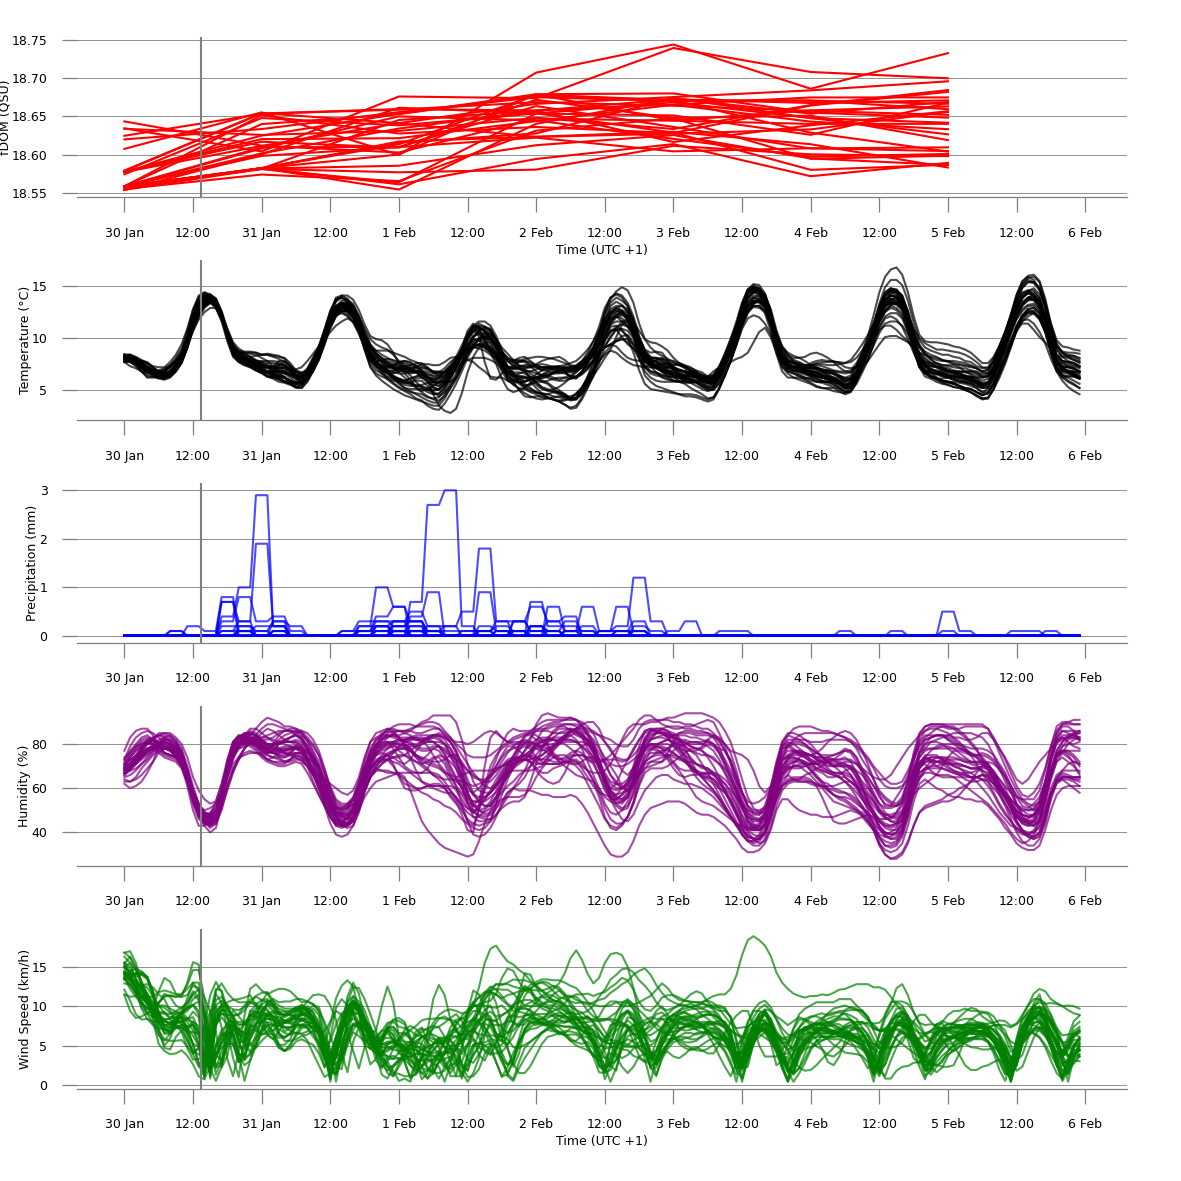 18.75
18.70
18.65
18.60
18.55
fDOM (QSU)
30 Jan 12:00 31 Jan 12:00 1 Feb 12:00 2 Feb 12:00 3 Feb 12:00 4 Feb 12:00 5 Feb 12:00 6 Feb
Time (UTC +1)
15
10
5
Temperature (°C)
30 Jan 12:00 31 Jan 12:00 1 Feb 12:00 2 Feb 12:00 3 Feb 12:00 4 Feb 12:00 5 Feb 12:00 6 Feb
3
2
1
0
Precipitation (mm)
30 Jan 12:00 31 Jan 12:00 1 Feb 12:00 2 Feb 12:00 3 Feb 12:00 4 Feb 12:00 5 Feb 12:00 6 Feb
80
60
40
Humidity (%)
30 Jan 12:00 31 Jan 12:00 1 Feb 12:00 2 Feb 12:00 3 Feb 12:00 4 Feb 12:00 5 Feb 12:00 6 Feb
15
10
5
0
Wind Speed (km/h)
30 Jan 12:00 31 Jan 12:00 1 Feb 12:00 2 Feb 12:00 3 Feb 12:00 4 Feb 12:00 5 Feb 12:00 6 Feb
Time (UTC +1)